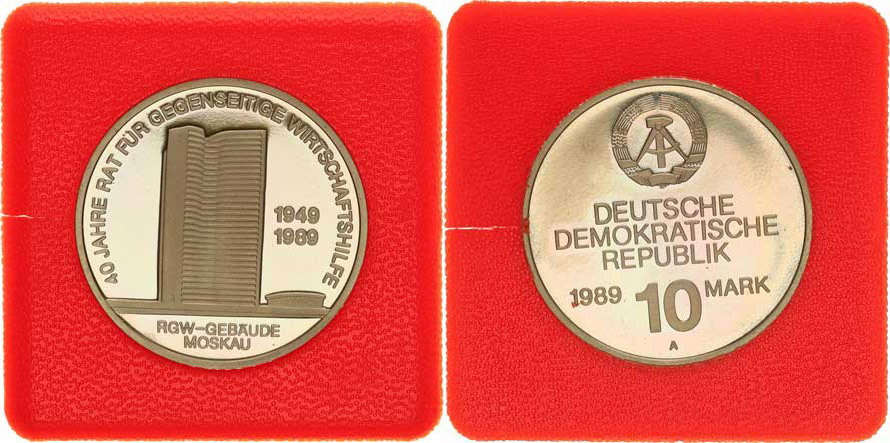 40 JAHRE RAT FÜR GEGENSEITIGE WIRTSCHAFTSHILFE
1949
1989
RGW-GEBÄUDE
MOSKAU
DEUTSCHE
DEMOKRATISCHE
REPUBLIK
1989 10 MARK
A